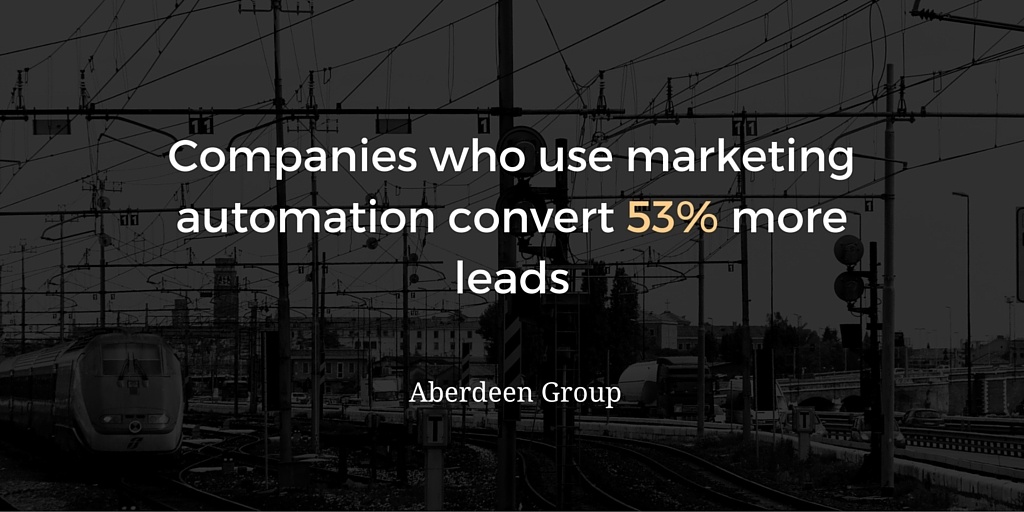 Companies who use marketing
automation convert 53% more
leads
Aberdeen Group